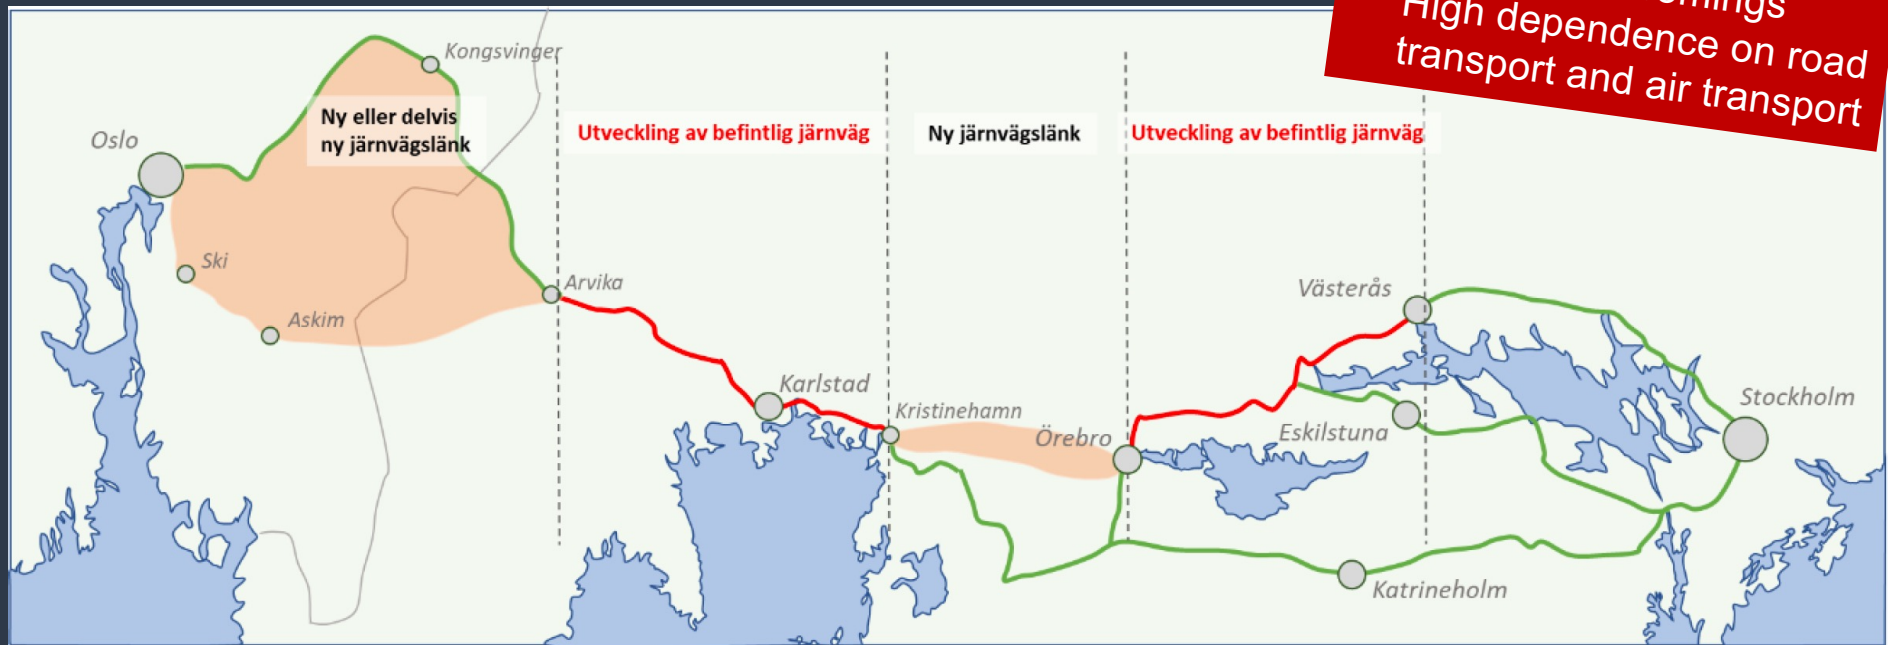 High dependence on road
transport and air transport
Kongsvinger
Ny eller delvis
ny järnvägslänk
Utveckling av befintlig järnväg
Ny järnvägslänk
Utveckling av befintlig järnväg
Oslo
Ski
Arvika
Askim
Västerås
Karlstad
Kristinehamn
Örebro
Eskilstuna
Stockholm
Katrineholm